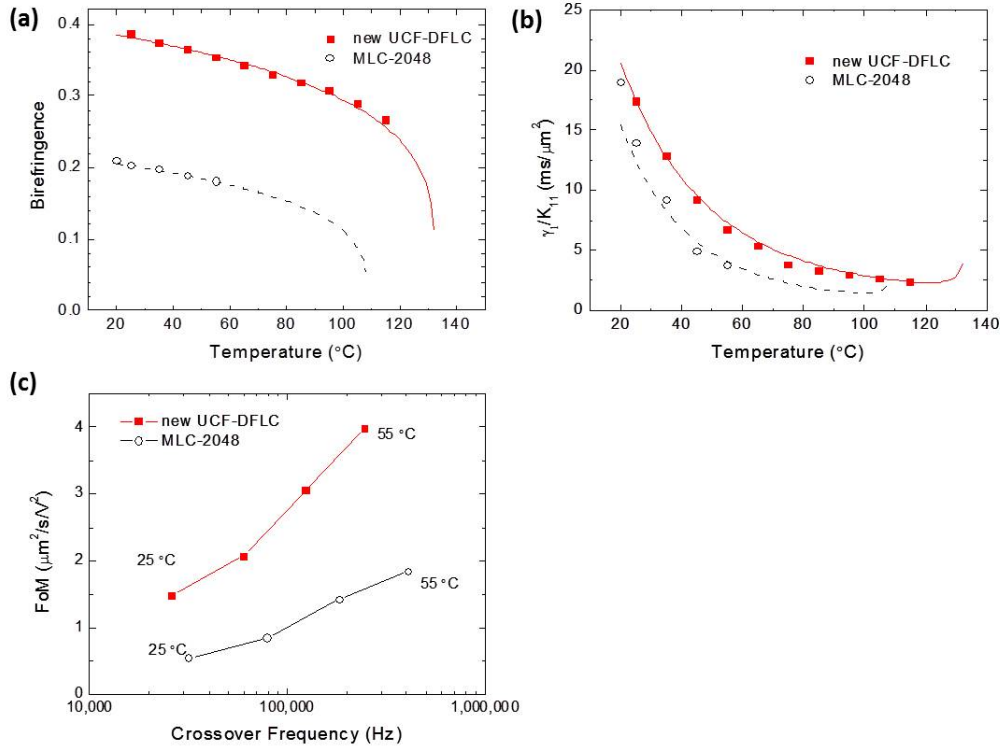 (a)
0.4
0.3
0.2
0.1
0.0
Birefringence
new UCF-DFLC
MLC-2048
20 40 60 80 100 120 140
Temperature (°C)
(b)
25
20
15
10
5
0
γ₁/K₁₁ (ms/μm²)
new UCF-DFLC
MLC-2048
20 40 60 80 100 120 140
Temperature (°C)
(c)
4
3
2
1
0
FoM (μm²/s/V²)
new UCF-DFLC
MLC-2048
55 °C
25 °C
55 °C
25 °C
10,000 100,000 1,000,000
Crossover Frequency (Hz)